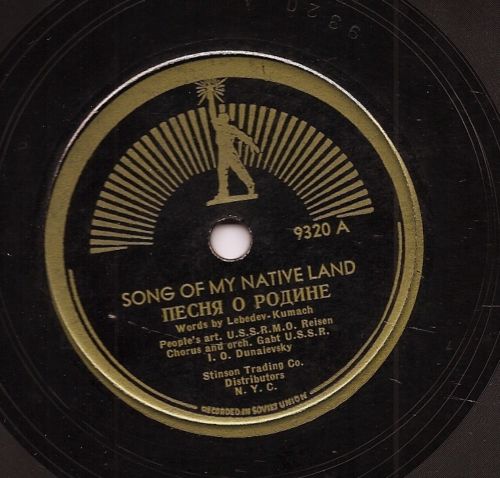 9320
9320 A
SONG OF MY NATIVE LAND
ПЕСНЯ О РОДИНЕ
Words by Lebedev-Kumach
People's art. U.S.S.R.M.O. Reisen
Chorus and orch. Gabt U.S.S.R.
I. O. Dunaievsky
Stinson Trading Co.
Distributors
N. Y. C.
RECORDED IN SOVIET UNION